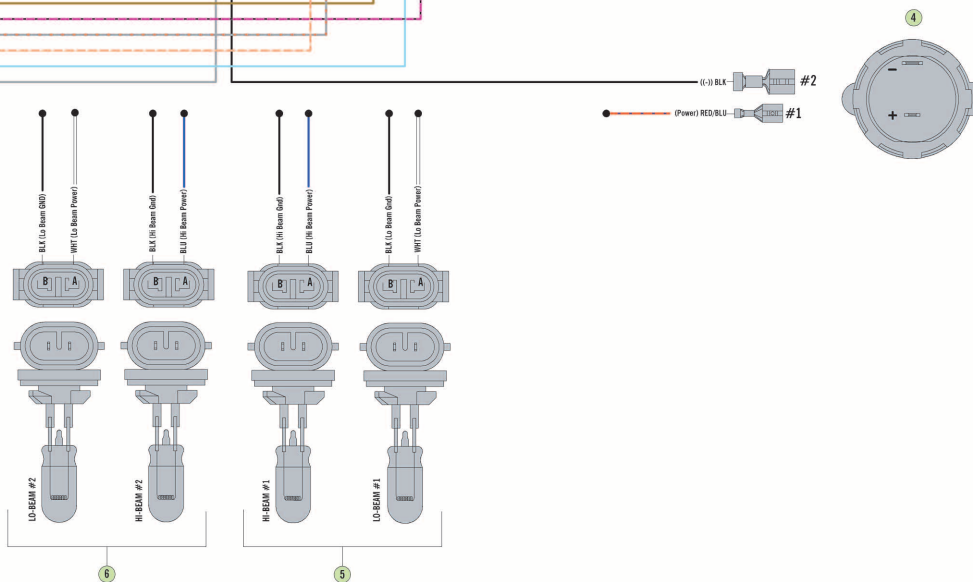 4
((-)) BLK
#2
(Power) RED/BLU
#1
−
+
BLK (Lo Beam GND)
WHT (Lo Beam Power)
BLK (Hi Beam Gnd)
BLU (Hi Beam Power)
BLK (Hi Beam Gnd)
BLU (Hi Beam Power)
BLK (Lo Beam Gnd)
WHT (Lo Beam Power)
B A
B A
B A
B A
LO-BEAM #2
HI-BEAM #2
HI-BEAM #1
LO-BEAM #1
6
5